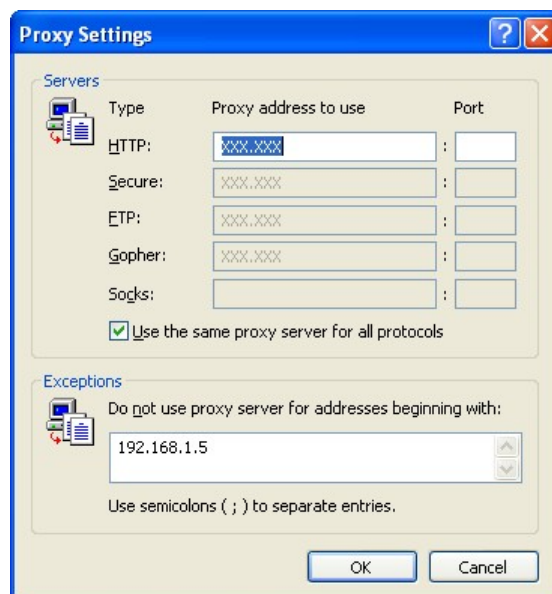 Proxy Settings
Servers
Type Proxy address to use Port
HTTP: xxx.xxx :
Secure: xxx.xxx :
FTP: xxx.xxx :
Gopher: xxx.xxx :
Socks: :
Use the same proxy server for all protocols
Exceptions
Do not use proxy server for addresses beginning with:
192.168.1.5
Use semicolons ( ; ) to separate entries.
OK Cancel